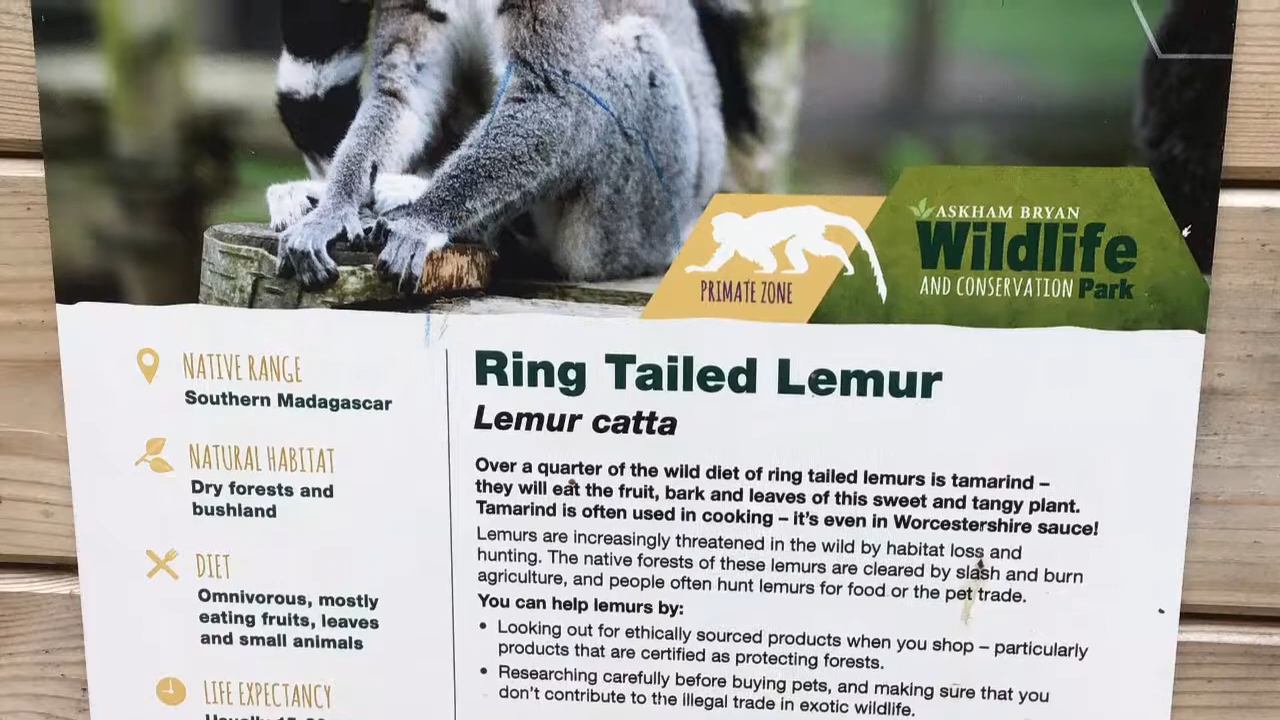 ASKHAM BRYAN
Wildlife
AND CONSERVATION Park
PRIMATE ZONE
NATIVE RANGE
Southern Madagascar
NATURAL HABITAT
Dry forests and
bushland
DIET
Omnivorous, mostly
eating fruits, leaves
and small animals
LIFE EXPECTANCY
Ring Tailed Lemur
Lemur catta
Over a quarter of the wild diet of ring tailed lemurs is tamarind –
they will eat the fruit, bark and leaves of this sweet and tangy plant.
Tamarind is often used in cooking – it's even in Worcestershire sauce!
Lemurs are increasingly threatened in the wild by habitat loss and
hunting. The native forests of these lemurs are cleared by slash and burn
agriculture, and people often hunt lemurs for food or the pet trade.
You can help lemurs by:
• Looking out for ethically sourced products when you shop – particularly
products that are certified as protecting forests.
• Researching carefully before buying pets, and making sure that you
don't contribute to the illegal trade in exotic wildlife.